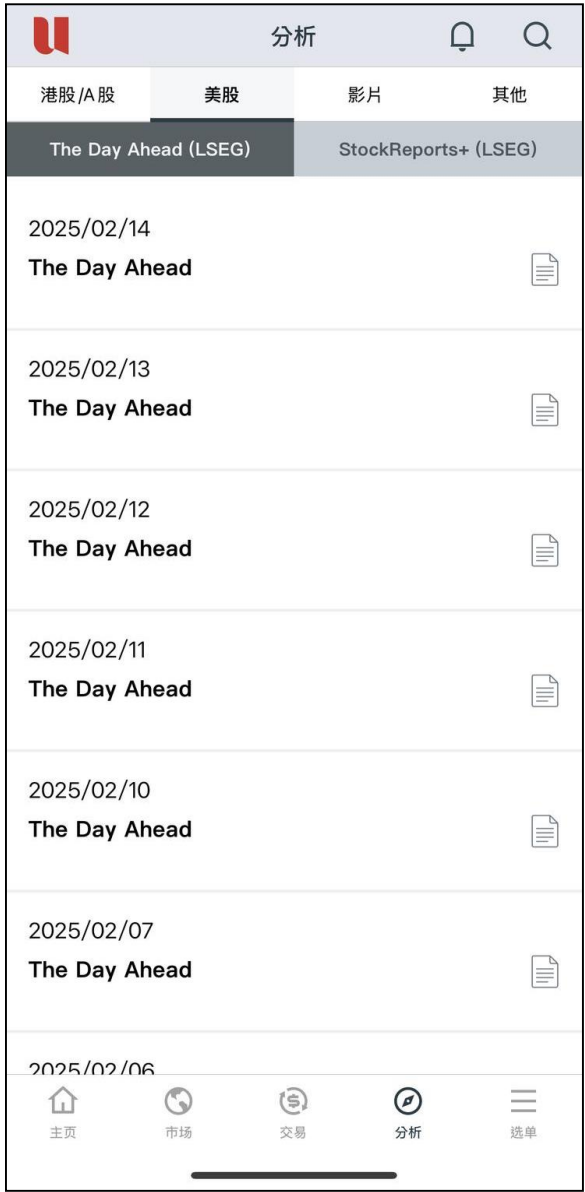 分析
港股/A股 美股 影片 其他
The Day Ahead (LSEG) StockReports+ (LSEG)
2025/02/14
The Day Ahead
2025/02/13
The Day Ahead
2025/02/12
The Day Ahead
2025/02/11
The Day Ahead
2025/02/10
The Day Ahead
2025/02/07
The Day Ahead
2025/02/06
主页 市场 交易 分析 选单